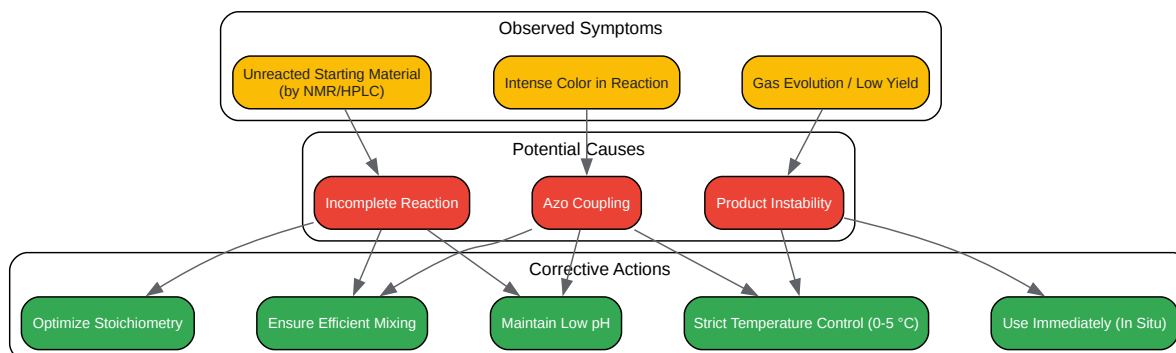 Observed Symptoms
Unreacted Starting Material
(by NMR/HPLC)
Intense Color in Reaction
Gas Evolution / Low Yield
Potential Causes
Incomplete Reaction
Azo Coupling
Product Instability
Corrective Actions
Optimize Stoichiometry
Ensure Efficient Mixing
Maintain Low pH
Strict Temperature Control (0-5 °C)
Use Immediately (In Situ)